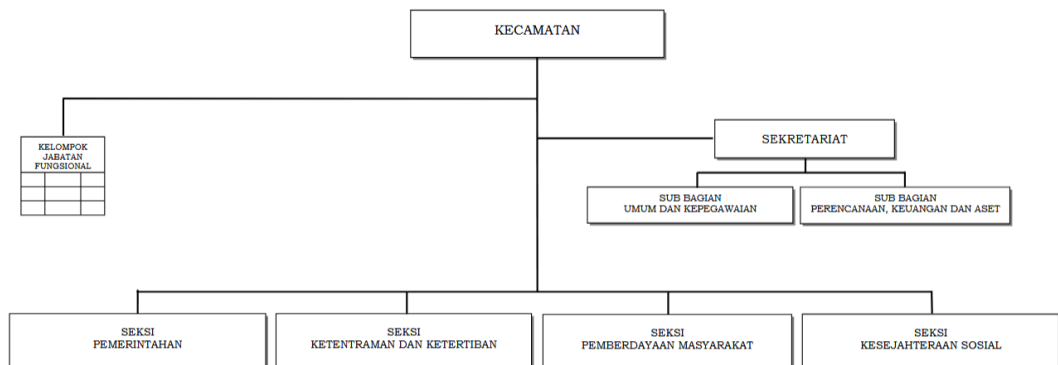 KECAMATAN
KELOMPOK
JABATAN
FUNGSIONAL
SEKRETARIAT
SUB BAGIAN
UMUM DAN KEPEGAWAIAN
SUB BAGIAN
PERENCANAAN, KEUANGAN DAN ASET
SEKSI
PEMERINTAHAN
SEKSI
KETENTRAMAN DAN KETERTIBAN
SEKSI
PEMBERDAYAAN MASYARAKAT
SEKSI
KESEJAHTERAAN SOSIAL